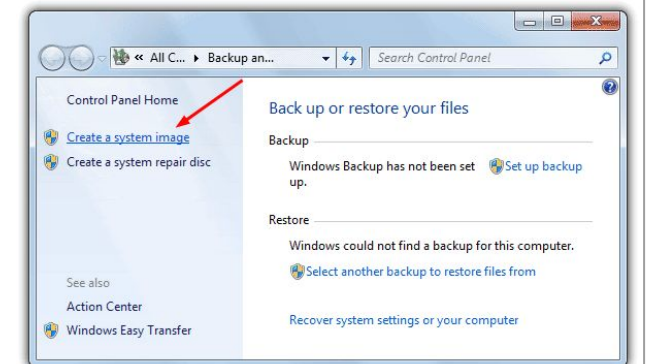 « All C... ▸ Backup an...
Search Control Panel
Control Panel Home
Create a system image
Create a system repair disc
See also
Action Center
Windows Easy Transfer
Back up or restore your files
Backup
Windows Backup has not been set
up.
Set up backup
Restore
Windows could not find a backup for this computer.
Select another backup to restore files from
Recover system settings or your computer